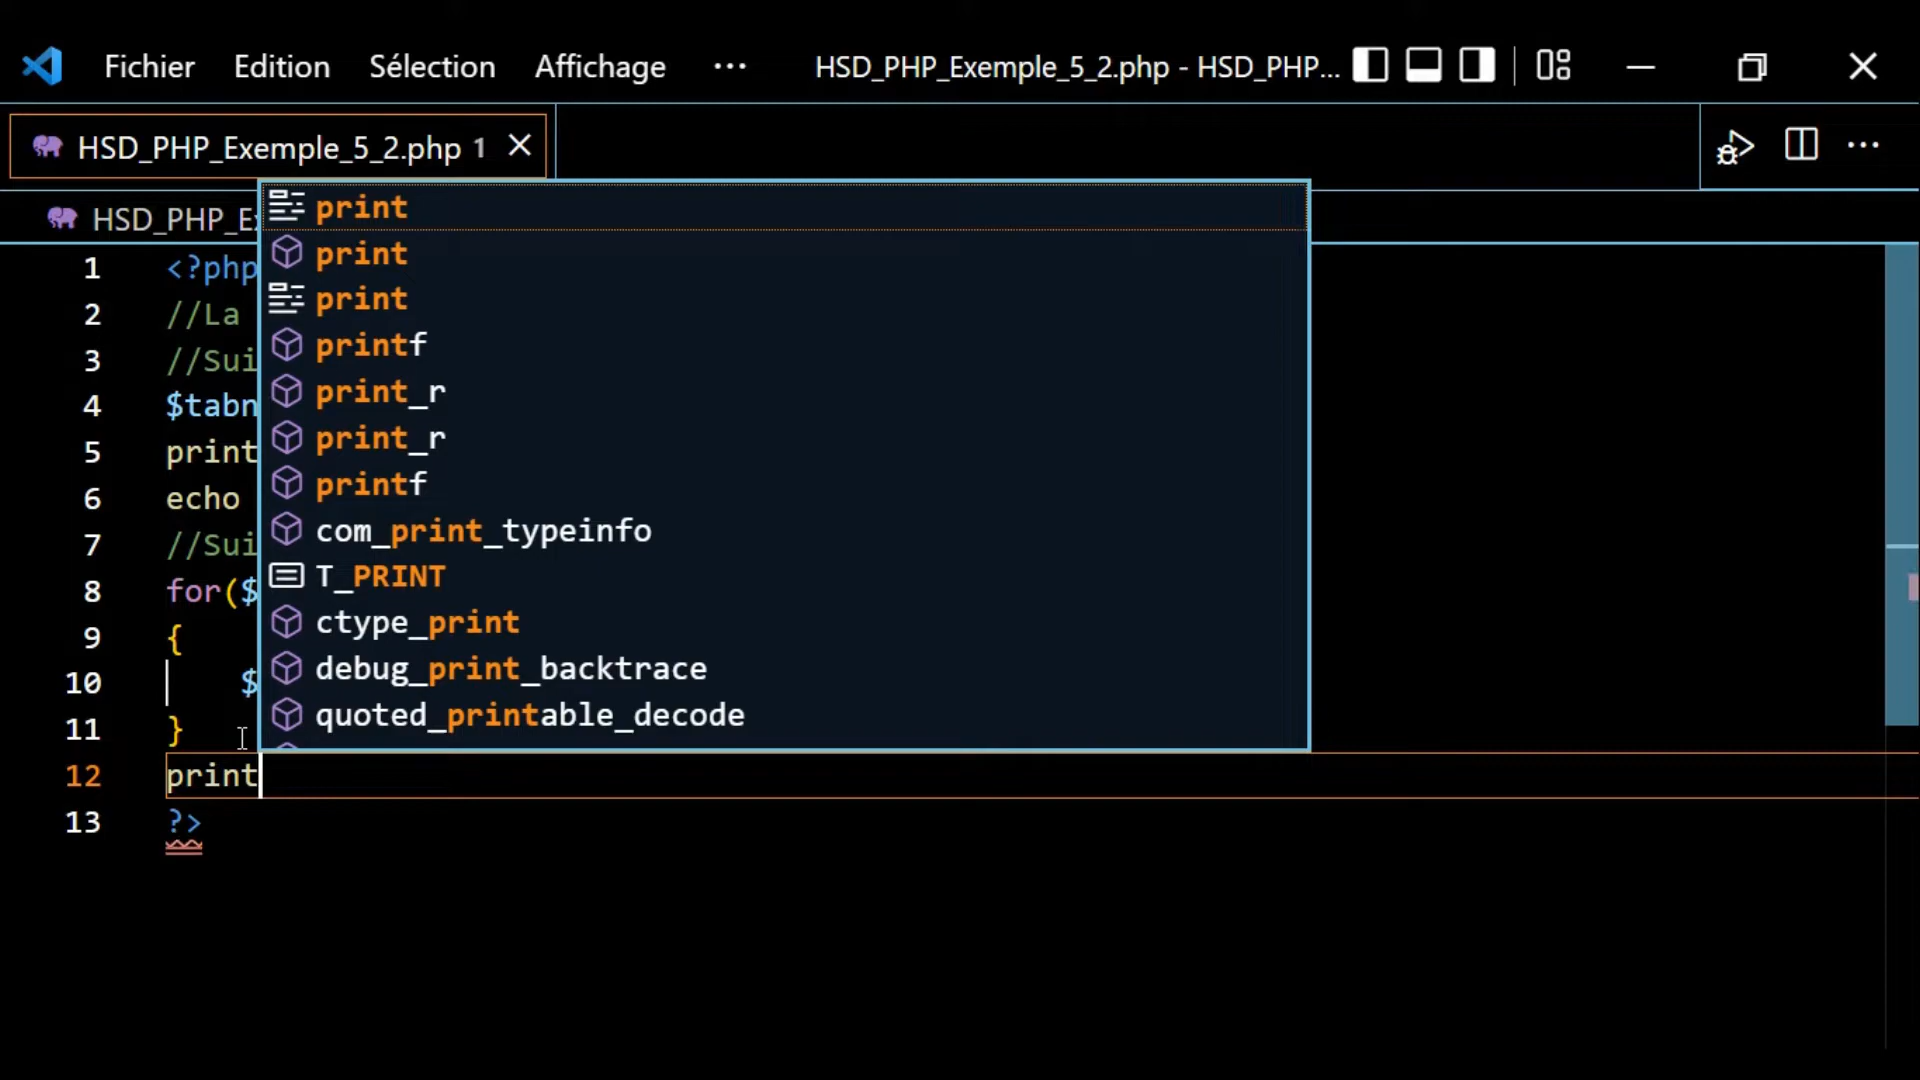 Fichier Edition Sélection Affichage ··· HSD_PHP_Exemple_5_2.php - HSD_PHP...
HSD_PHP_Exemple_5_2.php 1
HSD_PHP_Ex
print
print
print
printf
print_r
print_r
printf
com_print_typeinfo
T_PRINT
ctype_print
debug_print_backtrace
quoted_printable_decode
1 <?php
2 //La
3 //Sui
4 $tabn
5 print
6 echo
7 //Sui
8 for($
9 {
10 $
11 }
12 print
13 ?>